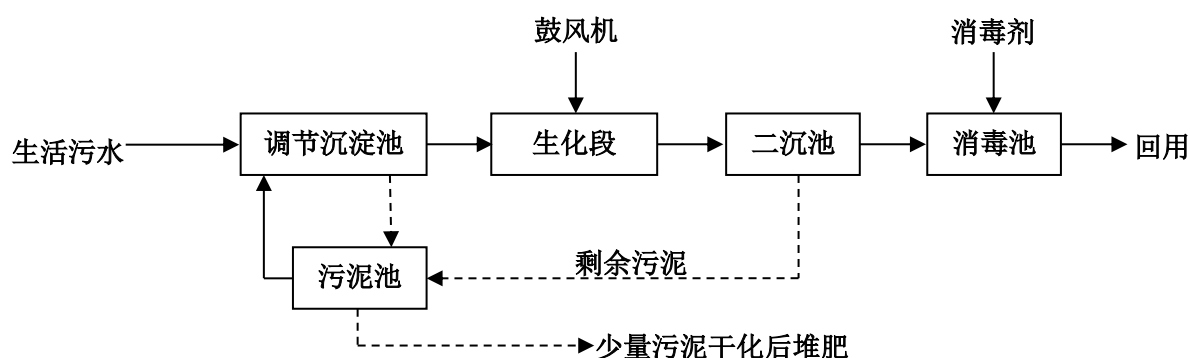 鼓风机
消毒剂
生活污水
调节沉淀池
生化段
二沉池
消毒池
回用
污泥池
剩余污泥
少量污泥干化后堆肥